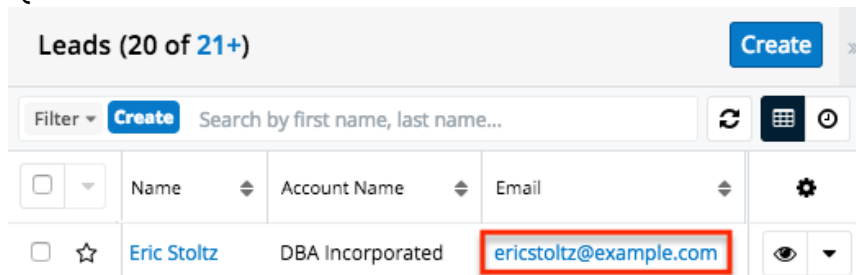 Leads (20 of 21+) Create
Filter Create Search by first name, last name...
Name Account Name Email
Eric Stoltz DBA Incorporated ericstoltz@example.com